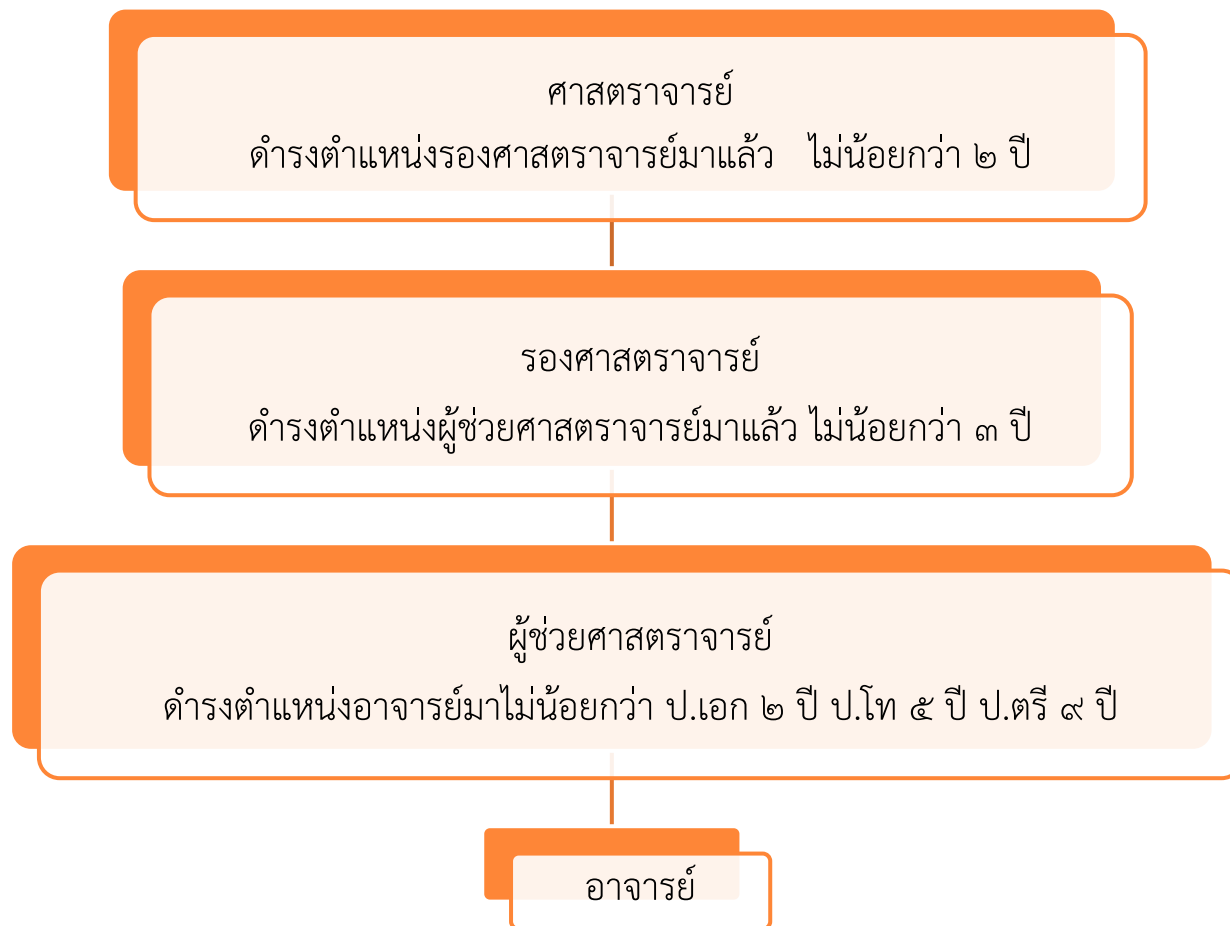 ศาสตราจารย์
ดำรงตำแหน่งรองศาสตราจารย์มาแล้ว ไม่น้อยกว่า ๒ ปี
รองศาสตราจารย์
ดำรงตำแหน่งผู้ช่วยศาสตราจารย์มาแล้ว ไม่น้อยกว่า ๓ ปี
ผู้ช่วยศาสตราจารย์
ดำรงตำแหน่งอาจารย์มาไม่น้อยกว่า ป.เอก ๒ ปี ป.โท ๕ ปี ป.ตรี ๙ ปี
อาจารย์